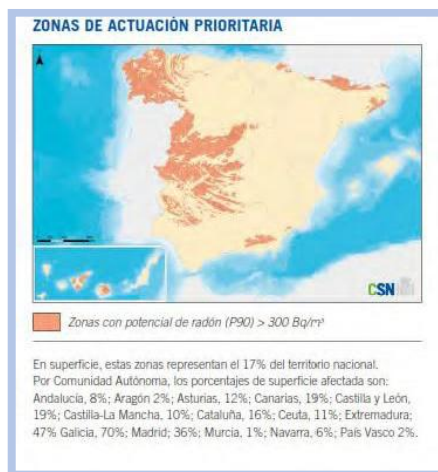 ZONAS DE ACTUACIÓN PRIORITARIA
CSN
Zonas con potencial de radón (P90) > 300 Bq/m³
En superficie, estas zonas representan el 17% del territorio nacional.
Por Comunidad Autónoma, los porcentajes de superficie afectada son:
Andalucía, 8%; Aragón 2%; Asturias, 12%; Canarias, 19%; Castilla y León,
19%; Castilla-La Mancha, 10%; Cataluña, 16%; Ceuta, 11%; Extremadura;
47% Galicia, 70%; Madrid; 36%; Murcia, 1%; Navarra, 6%; País Vasco 2%.